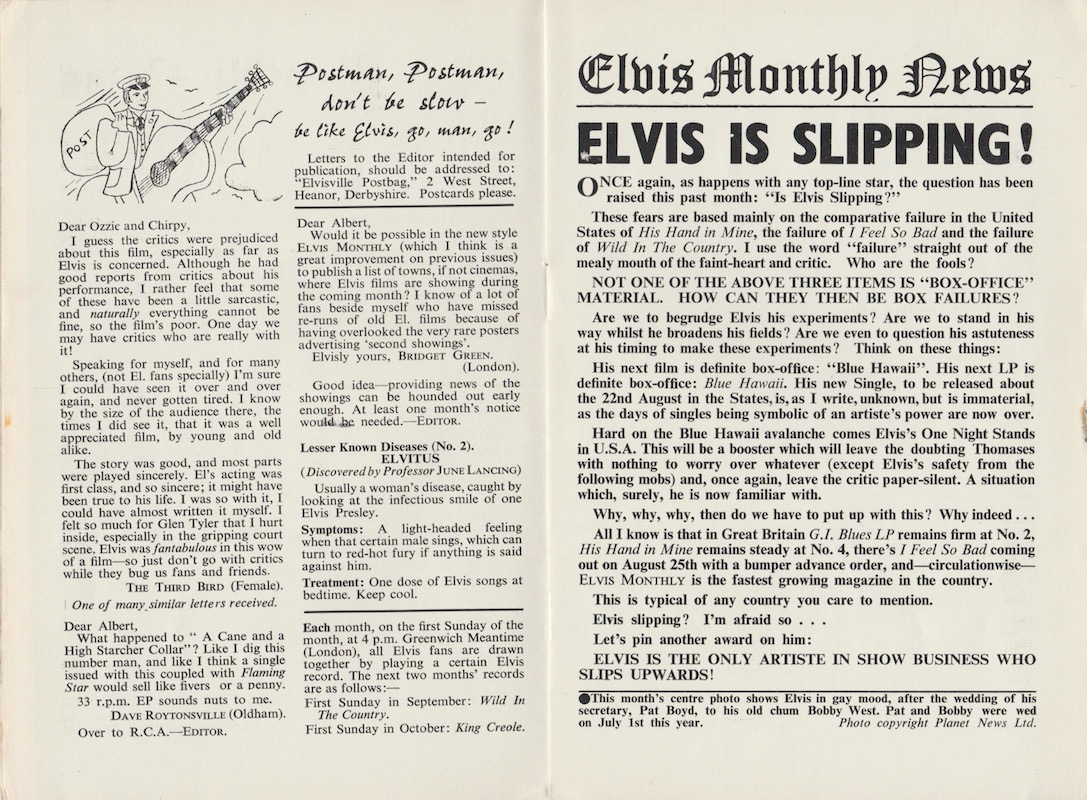 POST
Postman, Postman,
don't be slow —
be like Elvis, go, man, go !
Letters to the Editor intended for
publication, should be addressed to:
"Elvisville Postbag," 2 West Street,
Heanor, Derbyshire. Postcards please.
Dear Ozzie and Chirpy,
I guess the critics were prejudiced
about this film, especially as far as
Elvis is concerned. Although he had
good reports from critics about his
performance, I rather feel that some
of these have been a little sarcastic,
and naturally everything cannot be
fine, so the film's poor. One day we
may have critics who are really with
it!
Speaking for myself, and for many
others, (not El. fans specially) I'm sure
I could have seen it over and over
again, and never gotten tired. I know
by the size of the audience there, the
times I did see it, that it was a well
appreciated film, by young and old
alike.
The story was good, and most parts
were played sincerely. El's acting was
first class, and so sincere; it might have
been true to his life. I was so with it, I
could have almost written it myself. I
felt so much for Glen Tyler that I hurt
inside, especially in the gripping court
scene. Elvis was fantabulous in this wow
of a film—so just don't go with critics
while they bug us fans and friends.
THE THIRD BIRD (Female).
One of many similar letters received.
Dear Albert,
What happened to " A Cane and a
High Starcher Collar"? Like I dig this
number man, and like I think a single
issued with this coupled with Flaming
Star would sell like fivers or a penny.
33 r.p.m. EP sounds nuts to me.
DAVE ROYTONSVILLE (Oldham).
Over to R.C.A.—EDITOR.
Dear Albert,
Would it be possible in the new style
ELVIS MONTHLY (which I think is a
great improvement on previous issues)
to publish a list of towns, if not cinemas,
where Elvis films are showing during
the coming month? I know of a lot of
fans beside myself who have missed
re-runs of old El. films because of
having overlooked the very rare posters
advertising 'second showings'.
Elvisly yours, BRIDGET GREEN.
(London).
Good idea—providing news of the
showings can be hounded out early
enough. At least one month's notice
would be needed.—EDITOR.
Lesser Known Diseases (No. 2).
ELVITUS
(Discovered by Professor JUNE LANCING)
Usually a woman's disease, caught by
looking at the infectious smile of one
Elvis Presley.
Symptoms: A light-headed feeling
when that certain male sings, which can
turn to red-hot fury if anything is said
against him.
Treatment: One dose of Elvis songs at
bedtime. Keep cool.
Each month, on the first Sunday of the
month, at 4 p.m. Greenwich Meantime
(London), all Elvis fans are drawn
together by playing a certain Elvis
record. The next two months' records
are as follows:—
First Sunday in September: Wild In
The Country.
First Sunday in October: King Creole.
Elvis Monthly News
ELVIS IS SLIPPING!
ONCE again, as happens with any top-line star, the question has been
raised this past month: "Is Elvis Slipping?"
These fears are based mainly on the comparative failure in the United
States of His Hand in Mine, the failure of I Feel So Bad and the failure
of Wild In The Country. I use the word "failure" straight out of the
mealy mouth of the faint-heart and critic. Who are the fools?
NOT ONE OF THE ABOVE THREE ITEMS IS "BOX-OFFICE"
MATERIAL. HOW CAN THEY THEN BE BOX FAILURES?
Are we to begrudge Elvis his experiments? Are we to stand in his
way whilst he broadens his fields? Are we even to question his astuteness
at his timing to make these experiments? Think on these things:
His next film is definite box-office: "Blue Hawaii". His next LP is
definite box-office: Blue Hawaii. His new Single, to be released about
the 22nd August in the States, is, as I write, unknown, but is immaterial,
as the days of singles being symbolic of an artiste's power are now over.
Hard on the Blue Hawaii avalanche comes Elvis's One Night Stands
in U.S.A. This will be a booster which will leave the doubting Thomases
with nothing to worry over whatever (except Elvis's safety from the
following mobs) and, once again, leave the critic paper-silent. A situation
which, surely, he is now familiar with.
Why, why, why, then do we have to put up with this? Why indeed . . .
All I know is that in Great Britain G.I. Blues LP remains firm at No. 2,
His Hand in Mine remains steady at No. 4, there's I Feel So Bad coming
out on August 25th with a bumper advance order, and—circulationwise—
ELVIS MONTHLY is the fastest growing magazine in the country.
This is typical of any country you care to mention.
Elvis slipping? I'm afraid so . . .
Let's pin another award on him:
ELVIS IS THE ONLY ARTISTE IN SHOW BUSINESS WHO
SLIPS UPWARDS!
●This month's centre photo shows Elvis in gay mood, after the wedding of his
secretary, Pat Boyd, to his old chum Bobby West. Pat and Bobby were wed
on July 1st this year. Photo copyright Planet News Ltd.